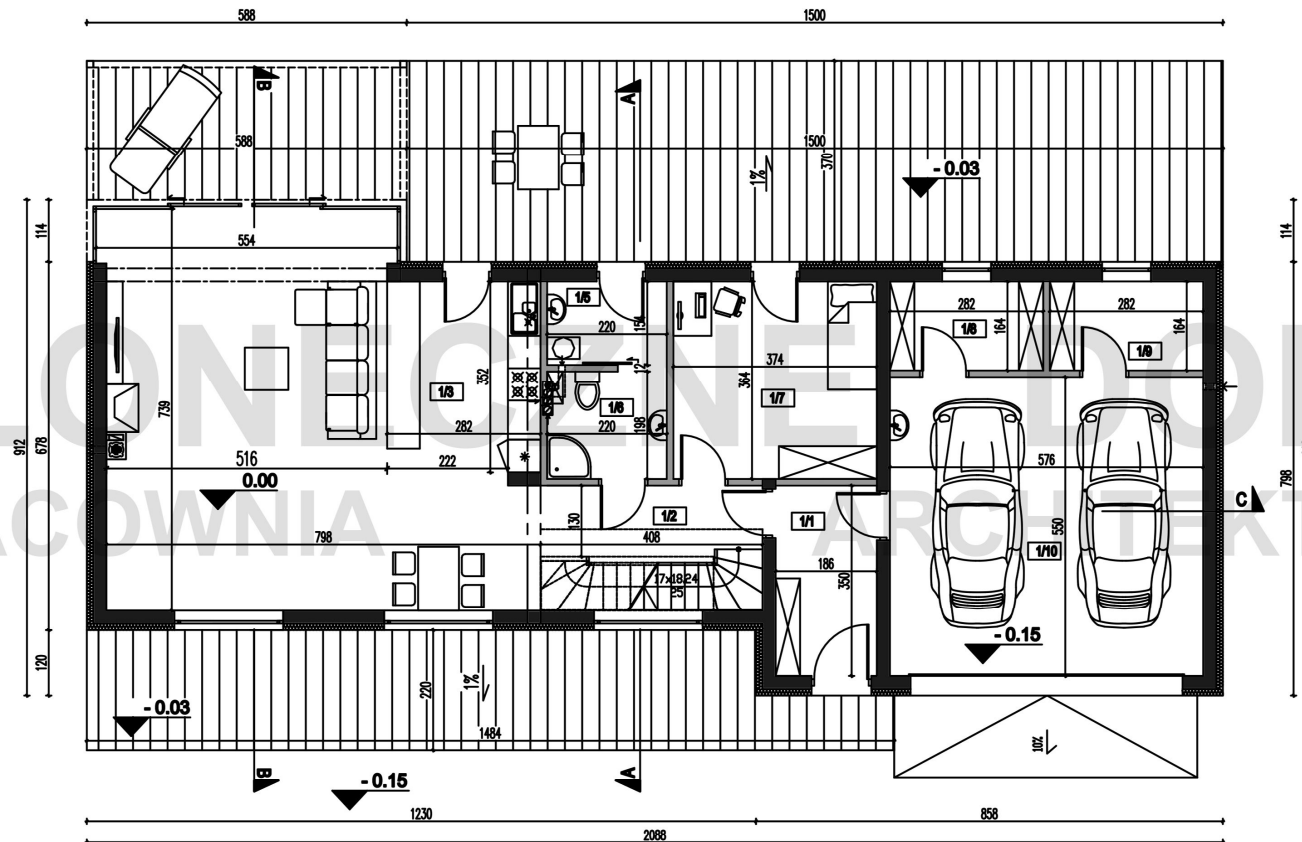 588 1500
B A
588 1500
370
1%
- 0.03
114 114
554
1/5 282 282
220 154 1/8 164 1/9 164
ŁONECZNE DO
12
374
352 364
1/3 1/6 1/7
739
282 220 198
912 678 516 222 576 798
0.00
C
PRACOWNIA ARCHITEKT
130 1/2 1/1 550
798 408 1/10
17x18,24
25
186 350
- 0.15
120 220 1%
- 0.03
1484
10%
B A
- 0.15
1230 858
2088